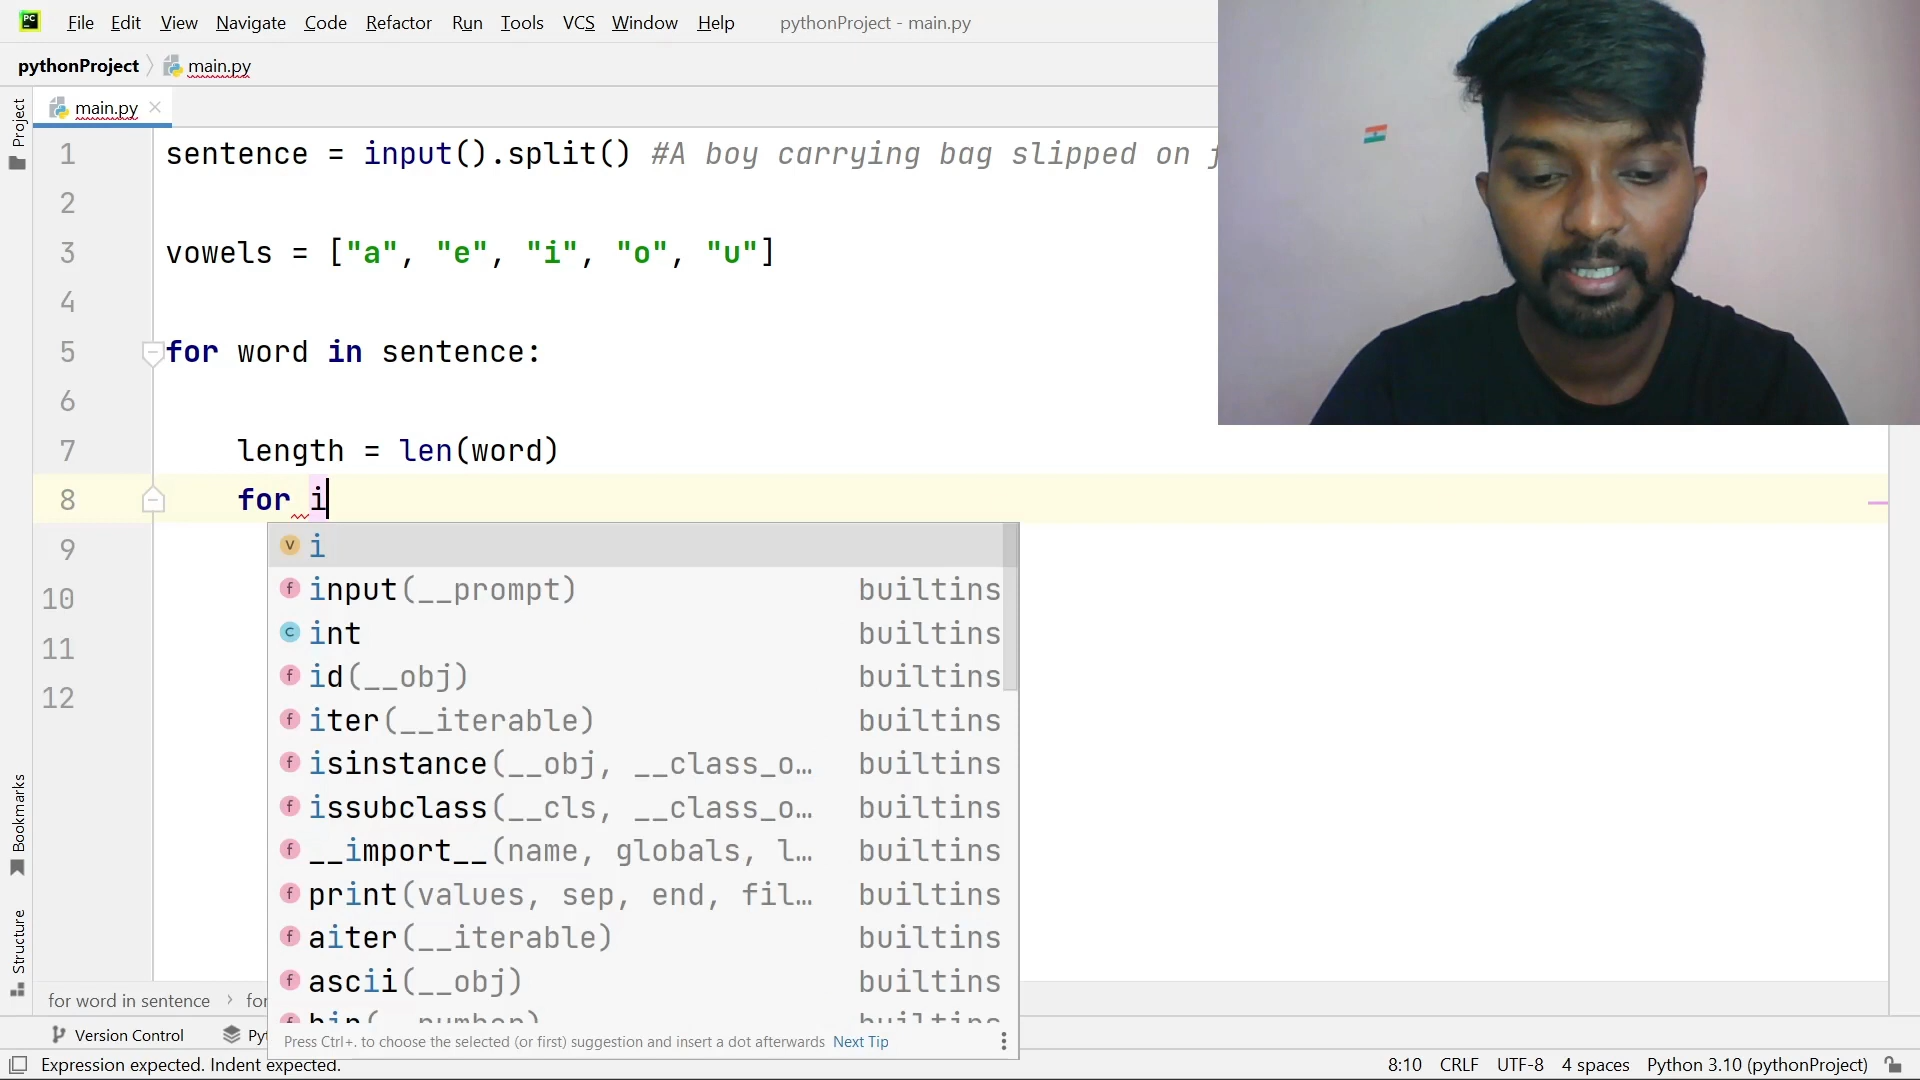 PC File Edit View Navigate Code Refactor Run Tools VCS Window Help pythonProject - main.py
pythonProject main.py
Project
main.py
1 sentence = input().split() #A boy carrying bag slipped on
2
3 vowels = ["a", "e", "i", "o", "u"]
4
5 for word in sentence:
6
7 length = len(word)
8 for i
9
10
11
12
i
input(__prompt) builtins
int builtins
id(__obj) builtins
iter(__iterable) builtins
isinstance(__obj, __class_o… builtins
issubclass(__cls, __class_o… builtins
__import__(name, globals, l… builtins
print(values, sep, end, fil… builtins
aiter(__iterable) builtins
ascii(__obj) builtins
bin(__number) builtins
Press Ctrl+. to choose the selected (or first) suggestion and insert a dot afterwards Next Tip
Bookmarks
Structure
for word in sentence › for
Version Control
Expression expected. Indent expected. 8:10 CRLF UTF-8 4 spaces Python 3.10 (pythonProject)